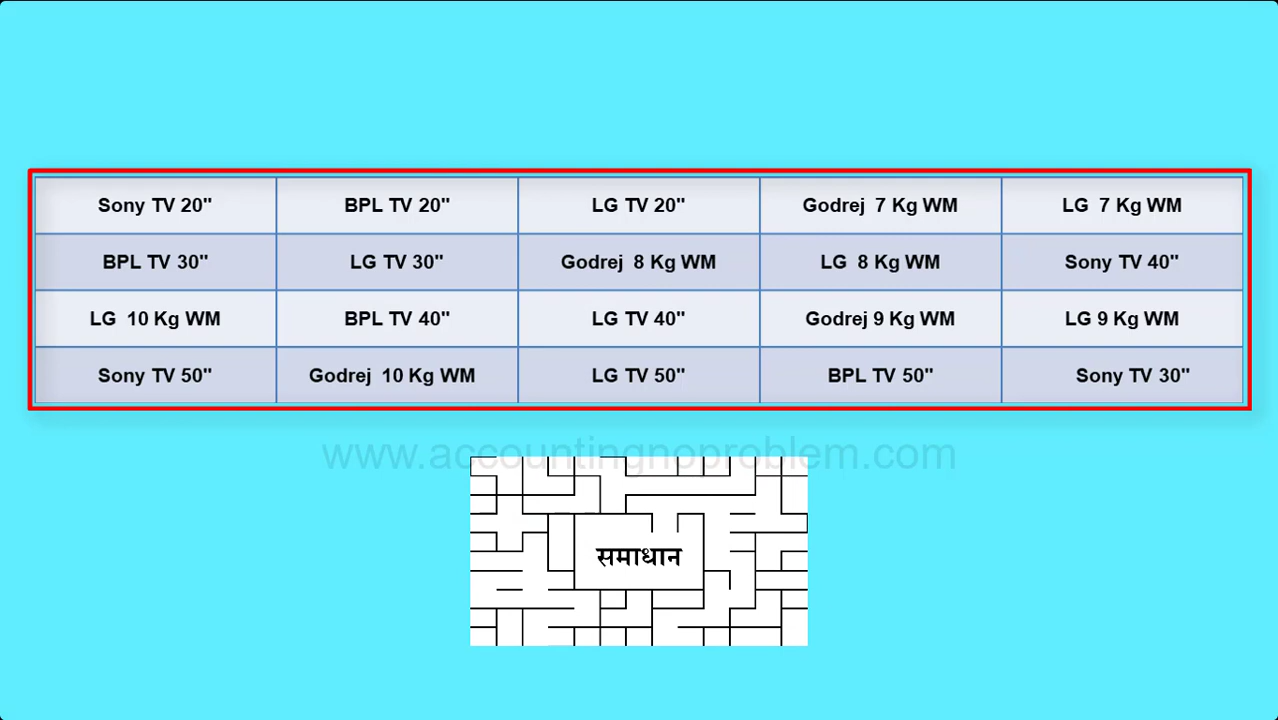 Sony TV 20" BPL TV 20" LG TV 20" Godrej 7 Kg WM LG 7 Kg WM
BPL TV 30" LG TV 30" Godrej 8 Kg WM LG 8 Kg WM Sony TV 40"
LG 10 Kg WM BPL TV 40" LG TV 40" Godrej 9 Kg WM LG 9 Kg WM
Sony TV 50" Godrej 10 Kg WM LG TV 50" BPL TV 50" Sony TV 30"
www.accountingnoproblem.com
समाधान